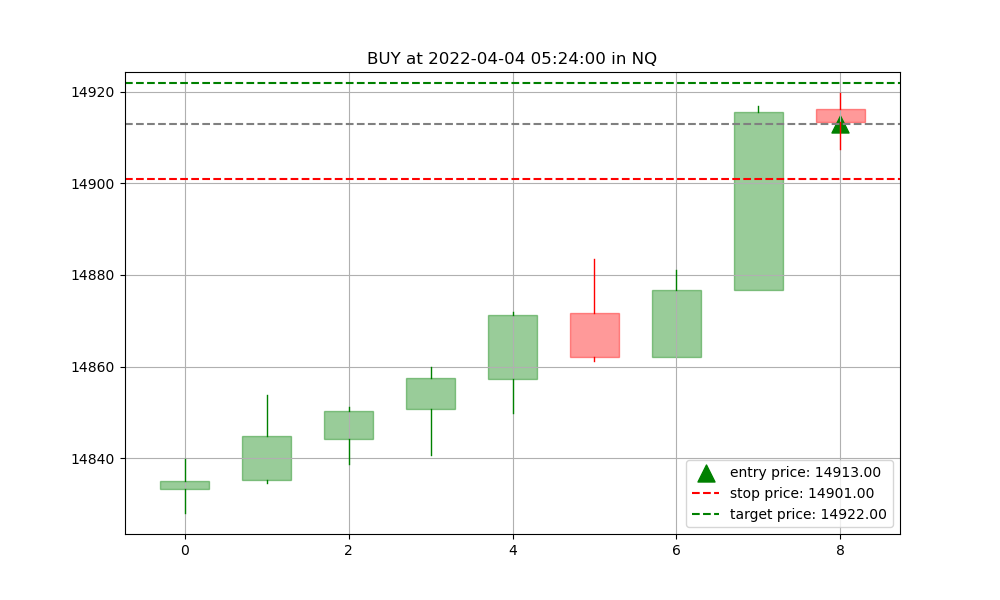 BUY at 2022-04-04 05:24:00 in NQ
14920
14900
14880
14860
14840
entry price: 14913.00
stop price: 14901.00
target price: 14922.00
0 2 4 6 8